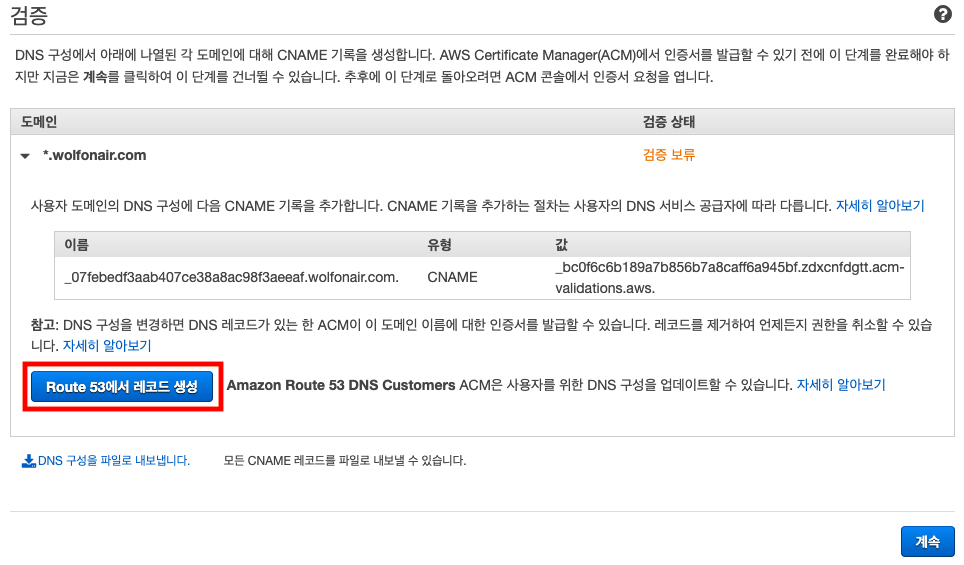 검증
DNS 구성에서 아래에 나열된 각 도메인에 대해 CNAME 기록을 생성합니다. AWS Certificate Manager(ACM)에서 인증서를 발급할 수 있기 전에 이 단계를 완료해야 하
지만 지금은 계속를 클릭하여 이 단계를 건너뛸 수 있습니다. 추후에 이 단계로 돌아오려면 ACM 콘솔에서 인증서 요청을 엽니다.
도메인 검증 상태
*.wolfonair.com 검증 보류
사용자 도메인의 DNS 구성에 다음 CNAME 기록을 추가합니다. CNAME 기록을 추가하는 절차는 사용자의 DNS 서비스 공급자에 따라 다릅니다. 자세히 알아보기
이름 유형 값
_07febedf3aab407ce38a8ac98f3aeeaf.wolfonair.com. CNAME _bc0f6c6b189a7b856b7a8caff6a945bf.zdxcnfdgtt.acm-
validations.aws.
참고: DNS 구성을 변경하면 DNS 레코드가 있는 한 ACM이 이 도메인 이름에 대한 인증서를 발급할 수 있습니다. 레코드를 제거하여 언제든지 권한을 취소할 수 있습
니다. 자세히 알아보기
Route 53에서 레코드 생성 Amazon Route 53 DNS Customers ACM은 사용자를 위한 DNS 구성을 업데이트할 수 있습니다. 자세히 알아보기
DNS 구성을 파일로 내보냅니다. 모든 CNAME 레코드를 파일로 내보낼 수 있습니다.
계속